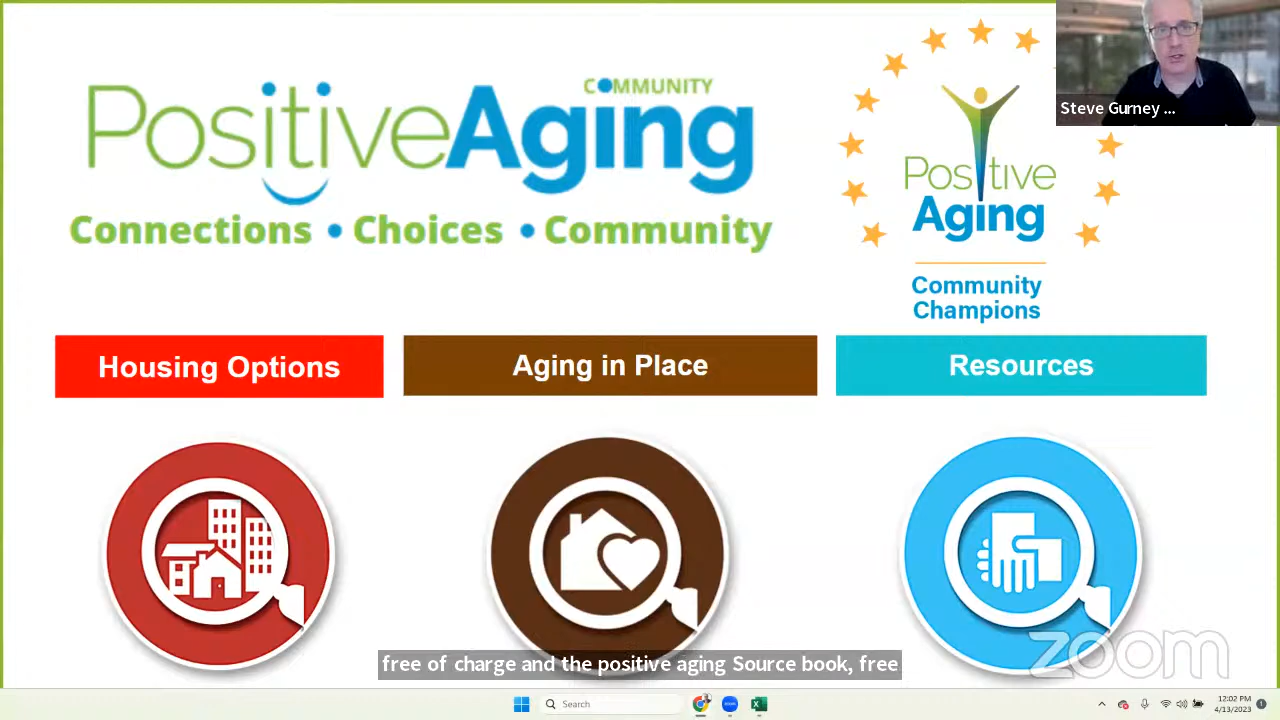 COMMUNITY
PositiveAging
Connections • Choices • Community
Positive
Aging
Community
Champions
Steve Gurney ...
Housing Options
Aging in Place
Resources
free of charge and the positive aging Source book, free
zoom
Search
zoom
12:02 PM
4/13/2023